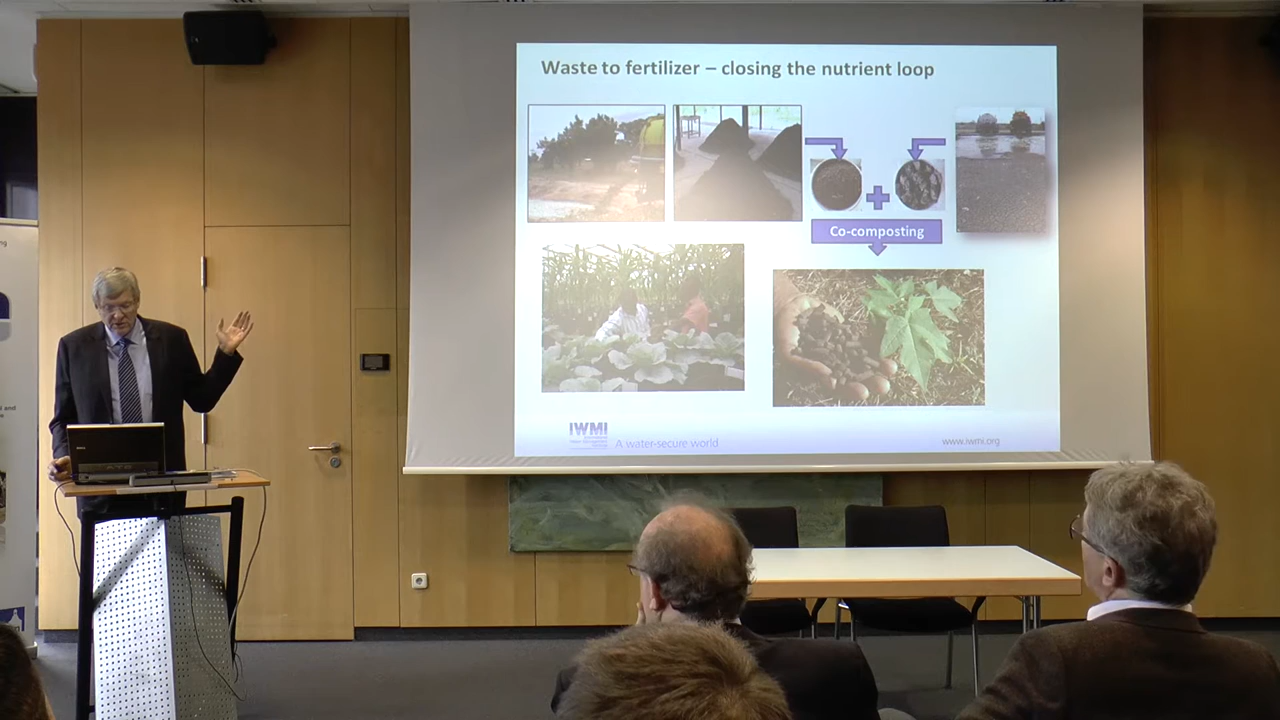 Waste to fertilizer – closing the nutrient loop
Co-composting
IWMI
A water-secure world
www.iwmi.org